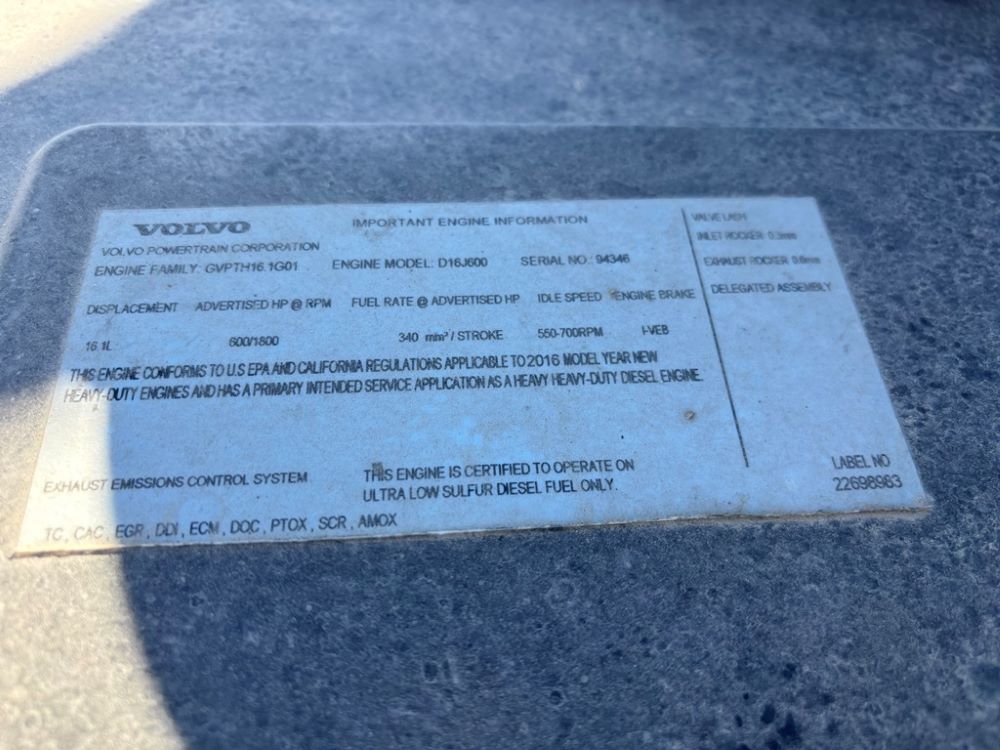 VOLVO
IMPORTANT ENGINE INFORMATION
VOLVO POWERTRAIN CORPORATION
ENGINE FAMILY: GVPTH16.1G01 ENGINE MODEL: D16J600 SERIAL NO.: 94346
DISPLACEMENT ADVERTISED HP @ RPM FUEL RATE @ ADVERTISED HP IDLE SPEED ENGINE BRAKE
16.1L 600/1800 340 mm³ / STROKE 550-700RPM I-VEB
THIS ENGINE CONFORMS TO U.S EPA AND CALIFORNIA REGULATIONS APPLICABLE TO 2016 MODEL YEAR NEW
HEAVY-DUTY ENGINES AND HAS A PRIMARY INTENDED SERVICE APPLICATION AS A HEAVY HEAVY-DUTY DIESEL ENGINE.
EXHAUST EMISSIONS CONTROL SYSTEM
TC, CAC, EGR, DDI, ECM, DOC, PTOX, SCR, AMOX
THIS ENGINE IS CERTIFIED TO OPERATE ON
ULTRA LOW SULFUR DIESEL FUEL ONLY.
VALVE LASH
INLET ROCKER 0.3mm
EXHAUST ROCKER 0.6mm
DELEGATED ASSEMBLY
LABEL NO
22698983